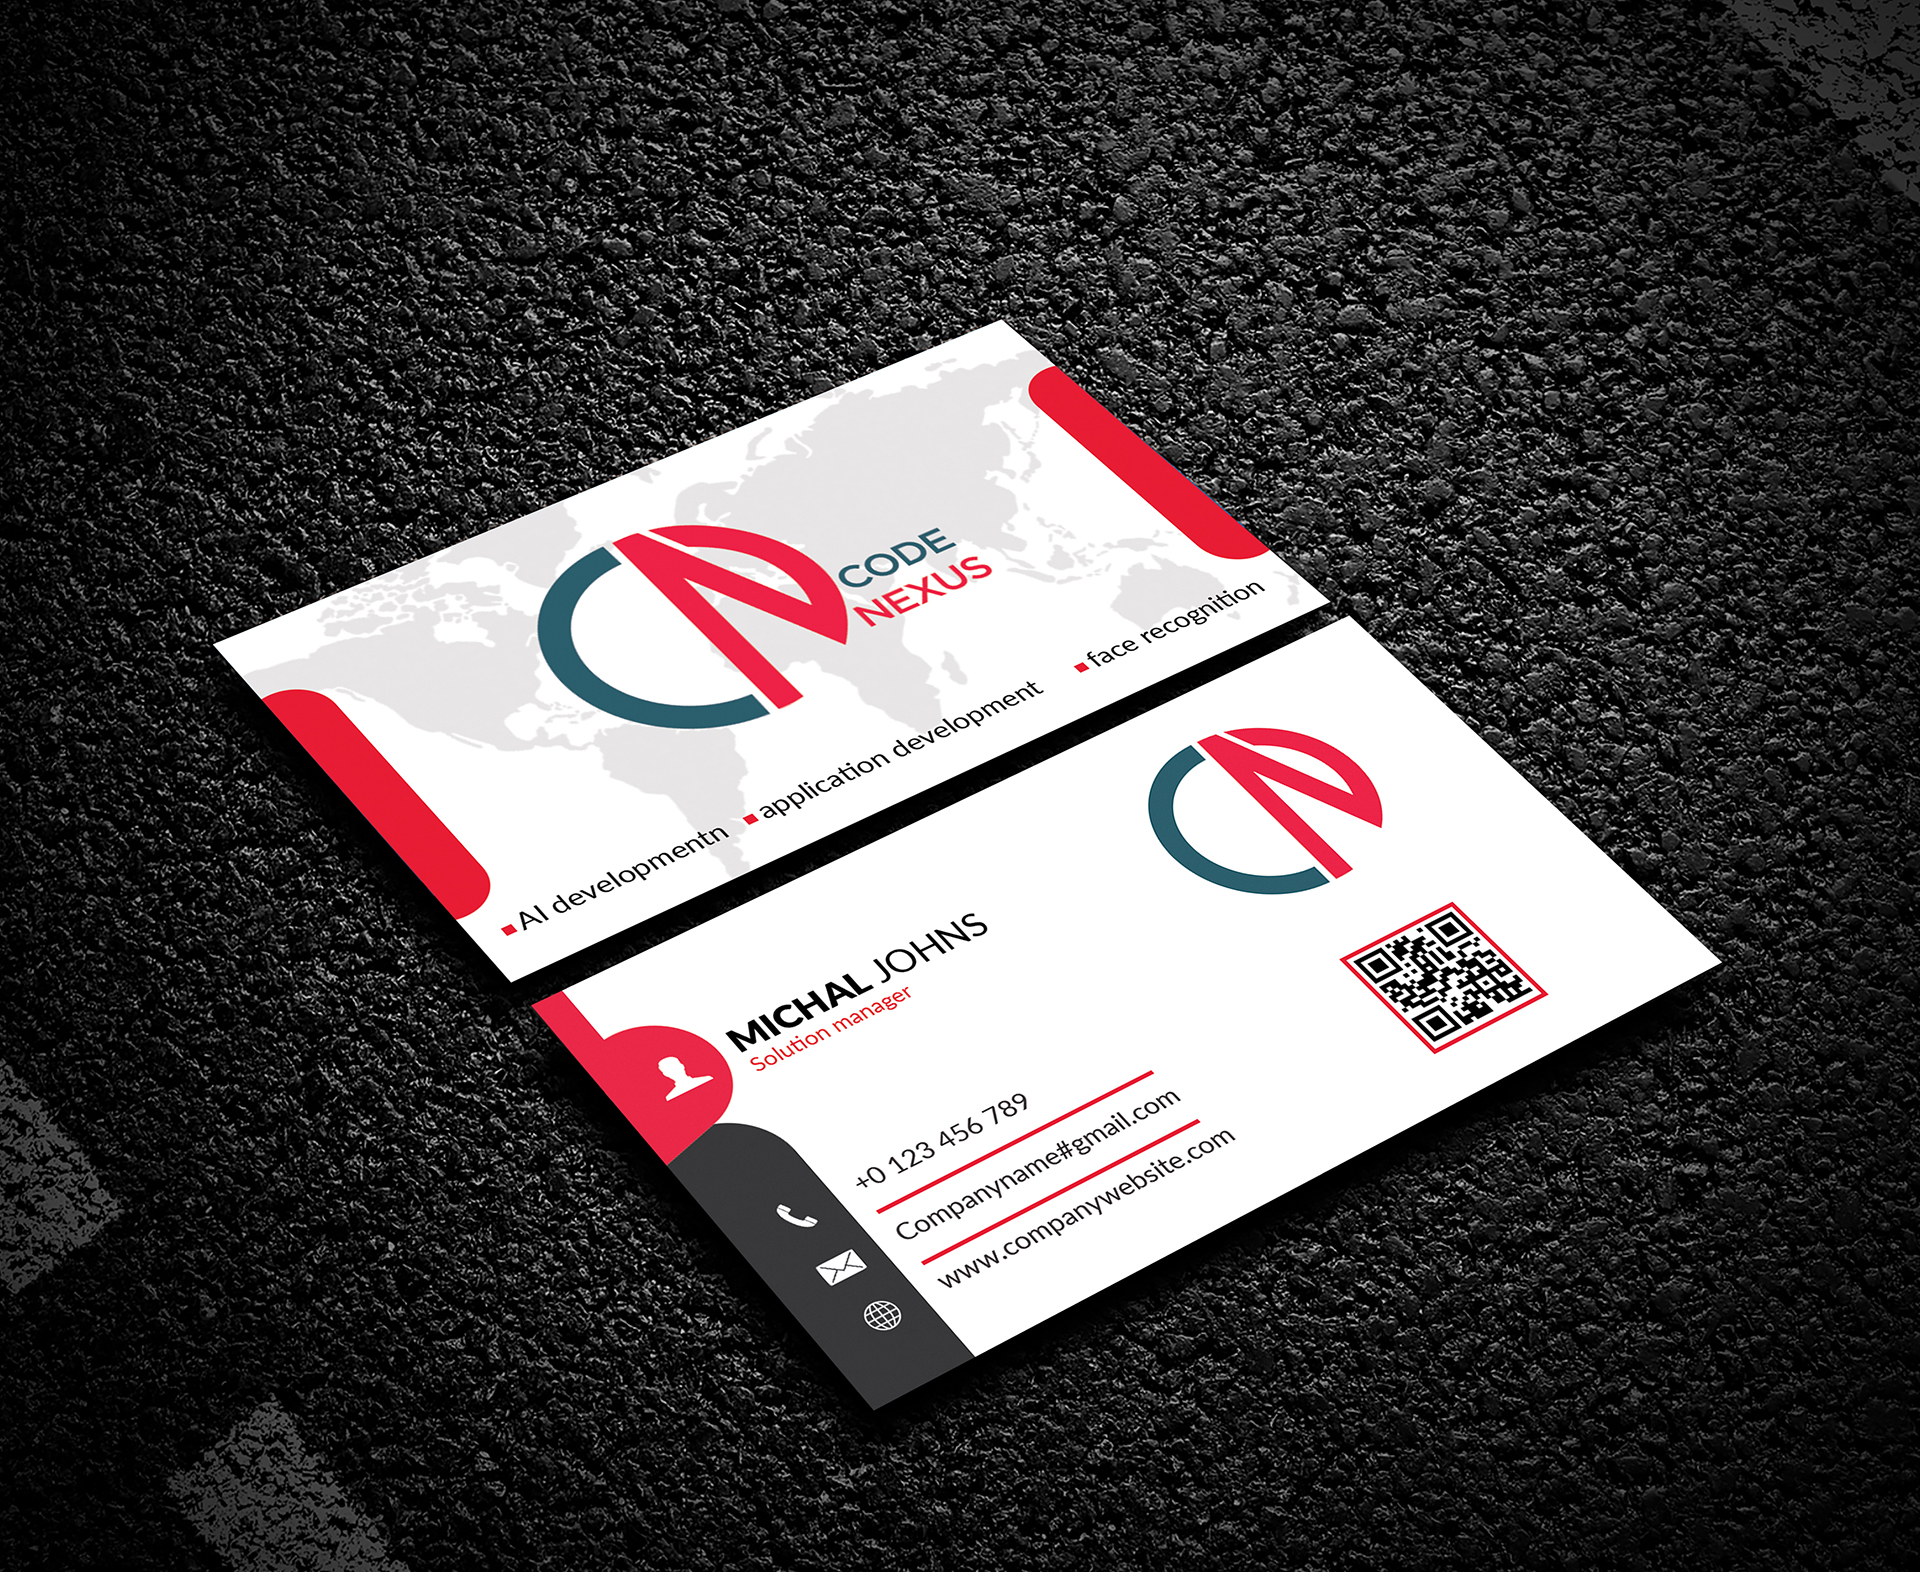 CODE
NEXUS
AI developmentn
application development
face recognition
MICHAL JOHNS
Solution manager
+0 123 456 789
Companyname#gmail.com
www.companywebsite.com